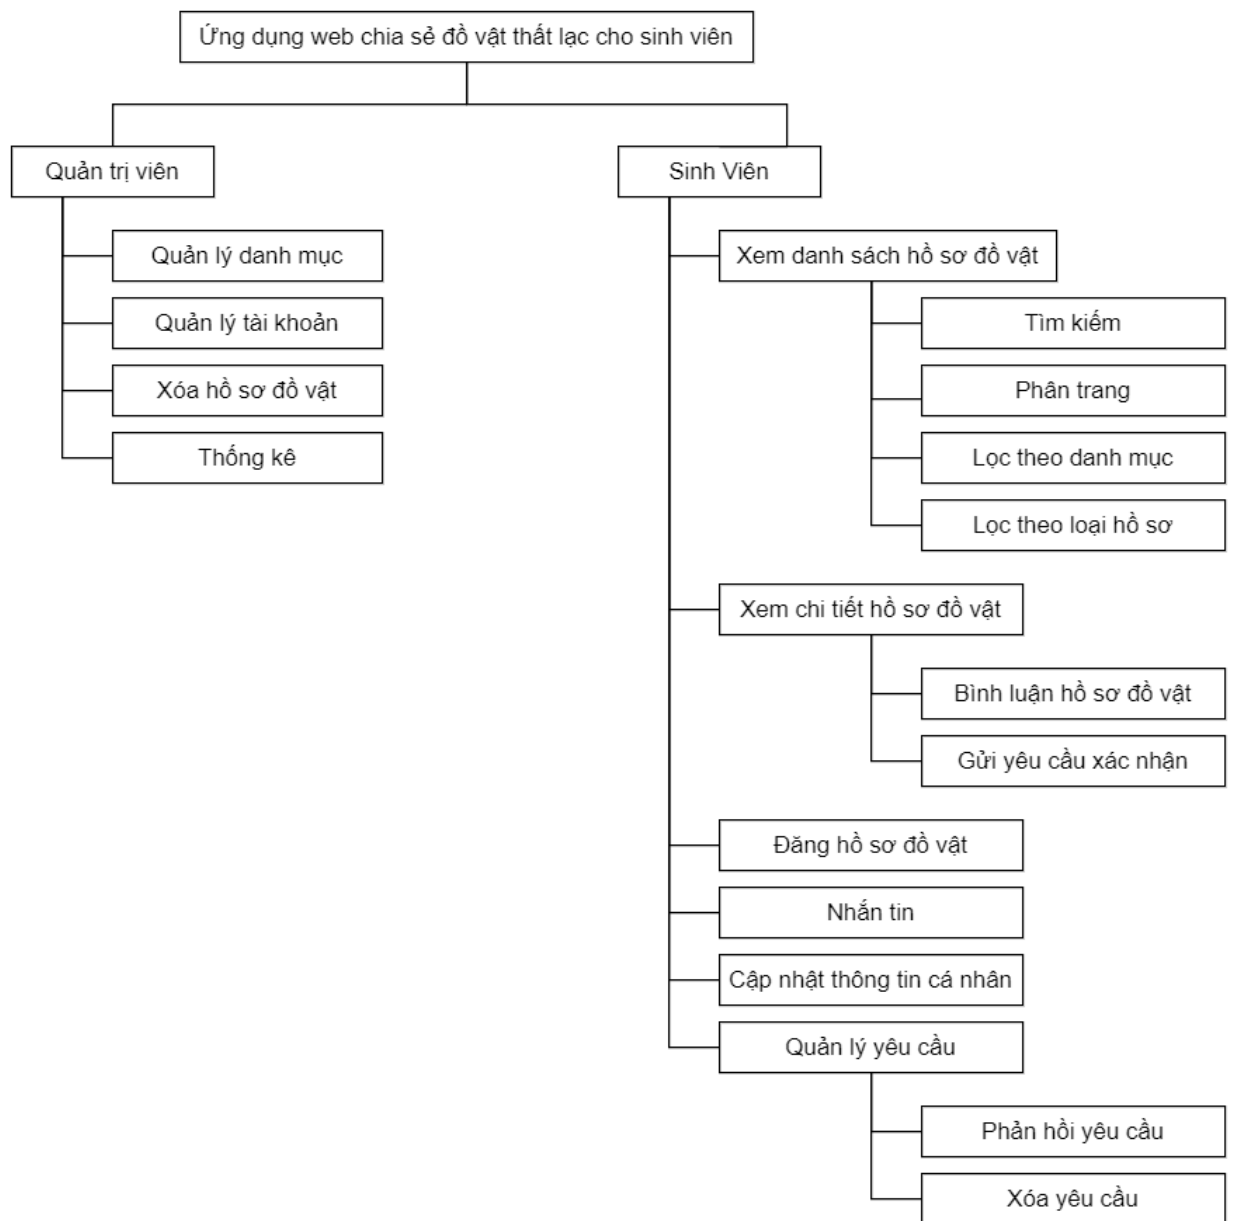 Ứng dụng web chia sẻ đồ vật thất lạc cho sinh viên
Quản trị viên
Quản lý danh mục
Quản lý tài khoản
Xóa hồ sơ đồ vật
Thống kê
Sinh Viên
Xem danh sách hồ sơ đồ vật
Tìm kiếm
Phân trang
Lọc theo danh mục
Lọc theo loại hồ sơ
Xem chi tiết hồ sơ đồ vật
Bình luận hồ sơ đồ vật
Gửi yêu cầu xác nhận
Đăng hồ sơ đồ vật
Nhắn tin
Cập nhật thông tin cá nhân
Quản lý yêu cầu
Phản hồi yêu cầu
Xóa yêu cầu